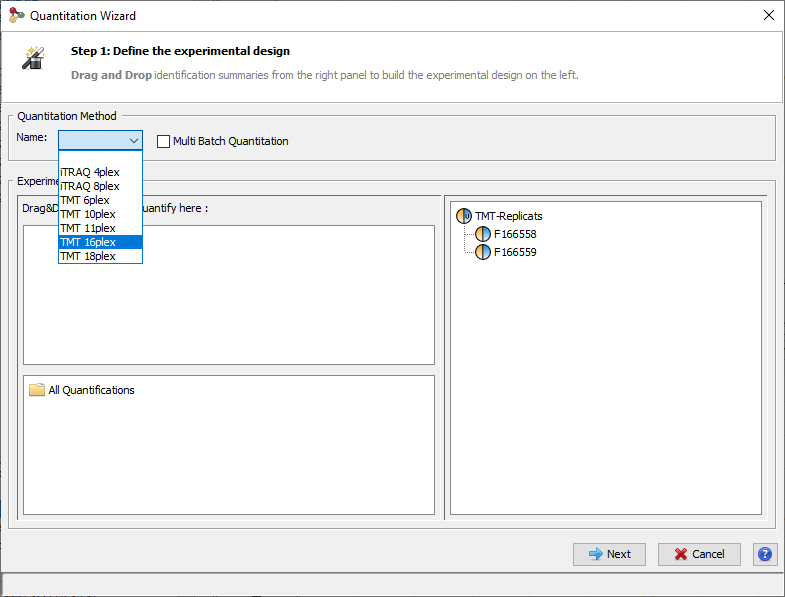 Quantitation Wizard
Step 1: Define the experimental design
Drag and Drop identification summaries from the right panel to build the experimental design on the left.
Quantitation Method
Name:
Multi Batch Quantitation
iTRAQ 4plex
iTRAQ 8plex
TMT 6plex
TMT 10plex
TMT 11plex
TMT 16plex
TMT 18plex
Experime
Drag&D uantify here :
All Quantifications
TMT-Replicats
F166558
F166559
Next
Cancel
?